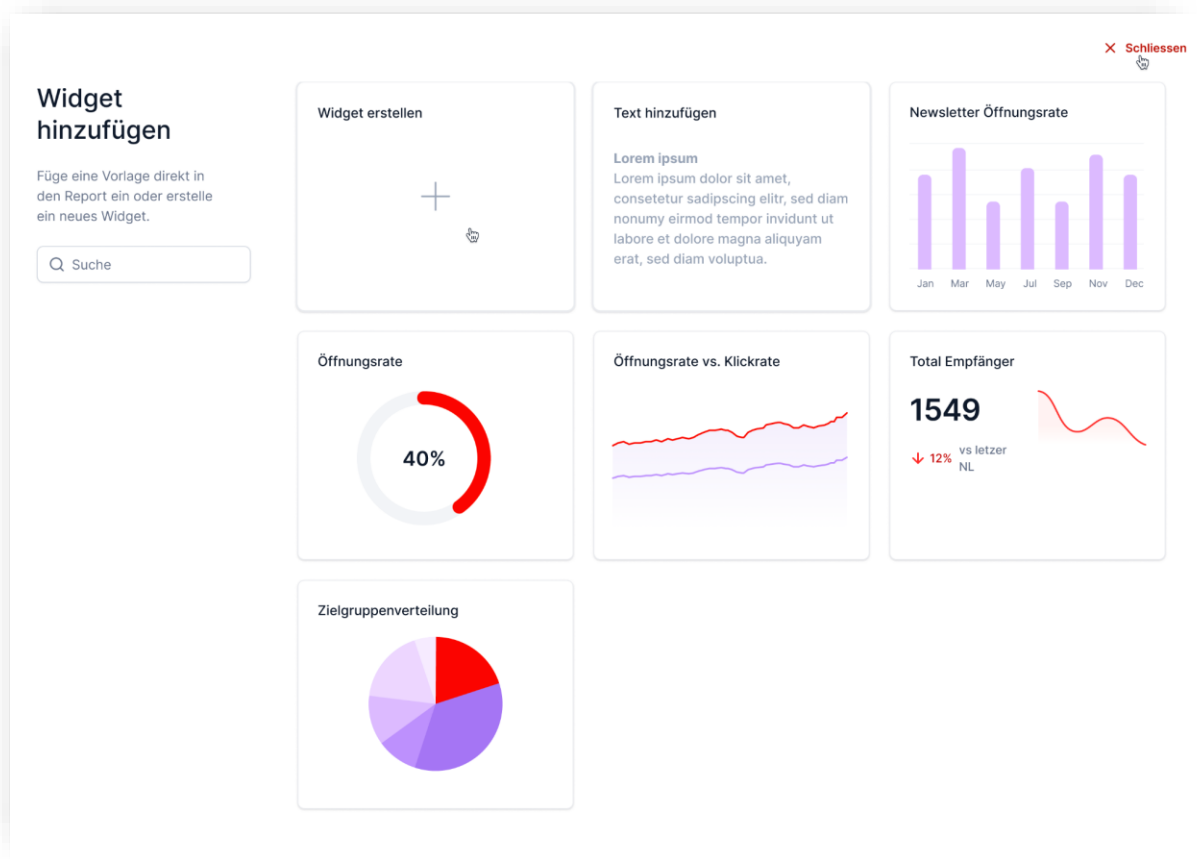 Schliessen
Widget
hinzufügen
Füge eine Vorlage direkt in
den Report ein oder erstelle
ein neues Widget.
Suche
Widget erstellen
Text hinzufügen
Lorem ipsum
Lorem ipsum dolor sit amet,
consetetur sadipscing elitr, sed diam
nonumy eirmod tempor invidunt ut
labore et dolore magna aliquyam
erat, sed diam voluptua.
Newsletter Öffnungsrate
Jan Mar May Jul Sep Nov Dec
Öffnungsrate
40%
Öffnungsrate vs. Klickrate
Total Empfänger
1549
12% vs letzer
NL
Zielgruppenverteilung